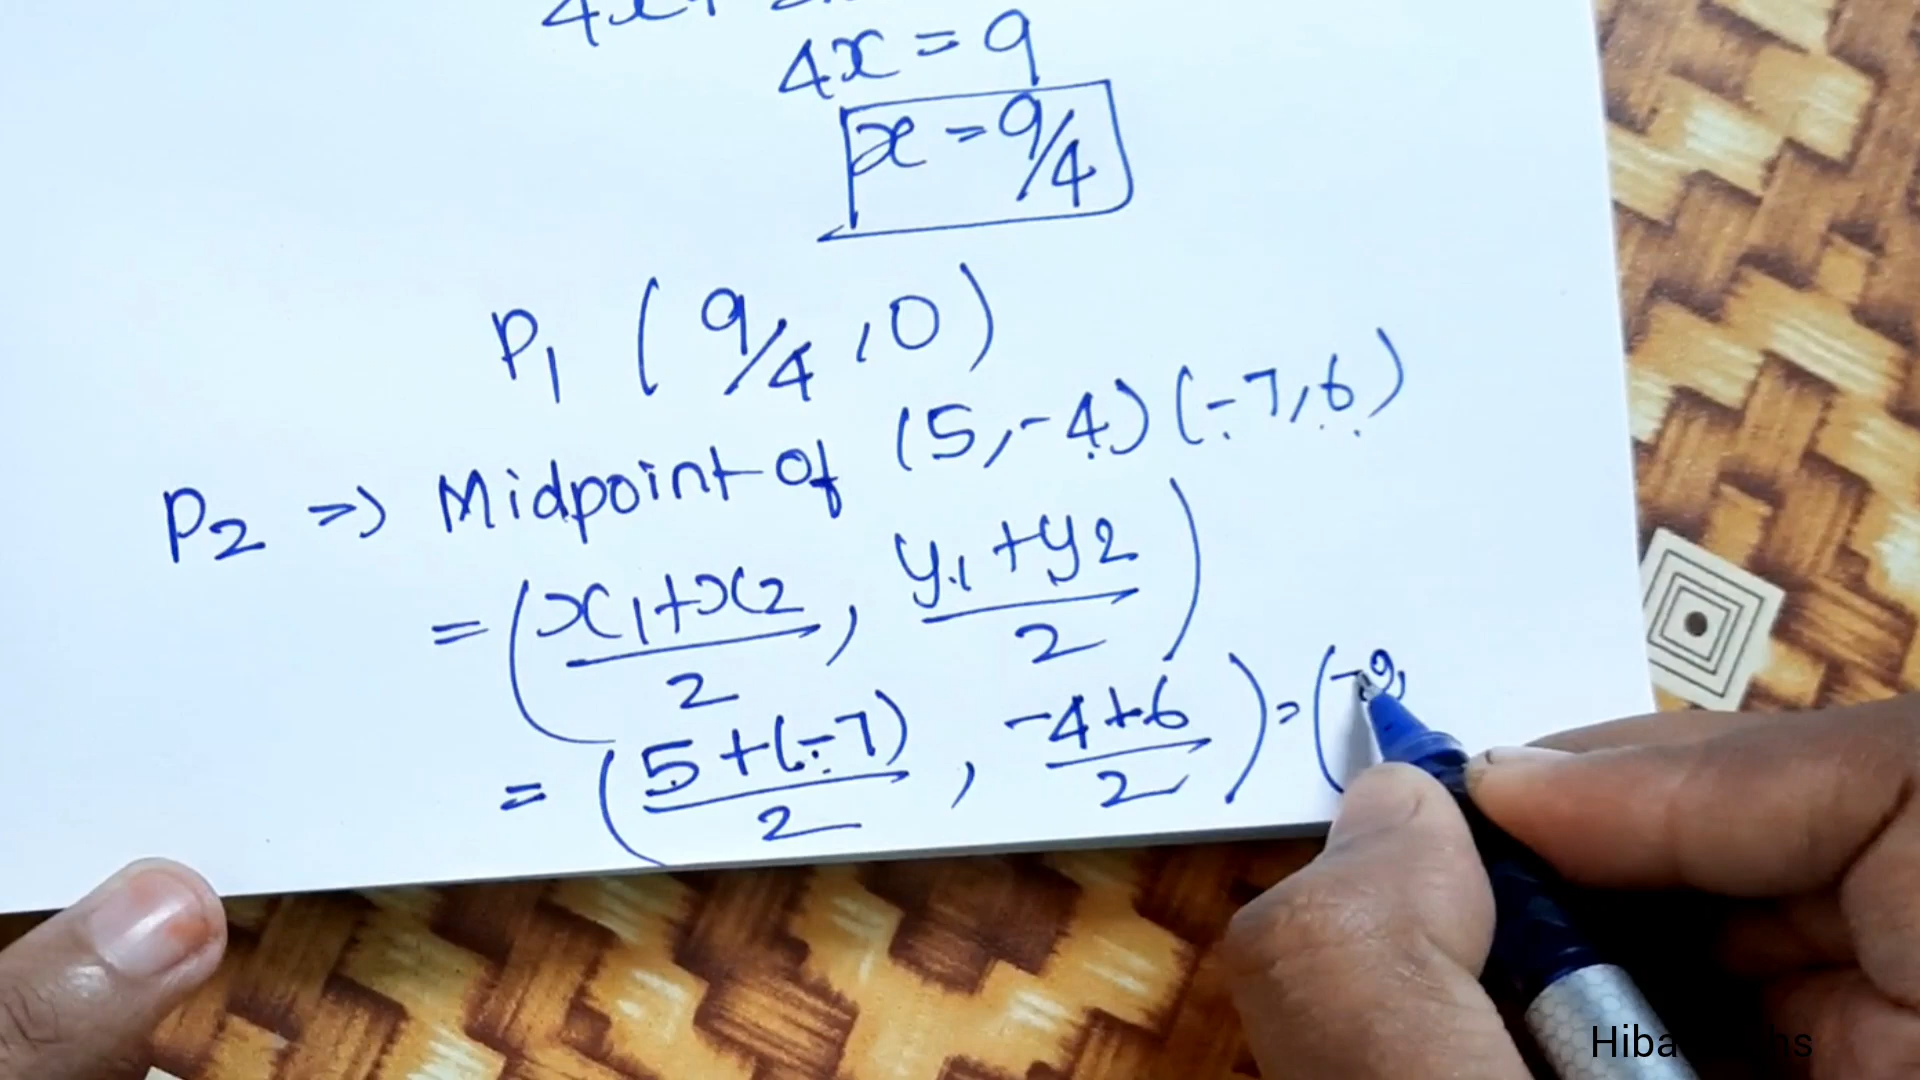 4x = 9
x = 9/4
P1 ( 9/4 , 0 )
P2 => Midpoint of (5, -4) (-7, 6)
= ( x1+x2 / 2 , y1+y2 / 2 )
= ( 5+(-7) / 2 , -4+6 / 2 ) = (
Hiba